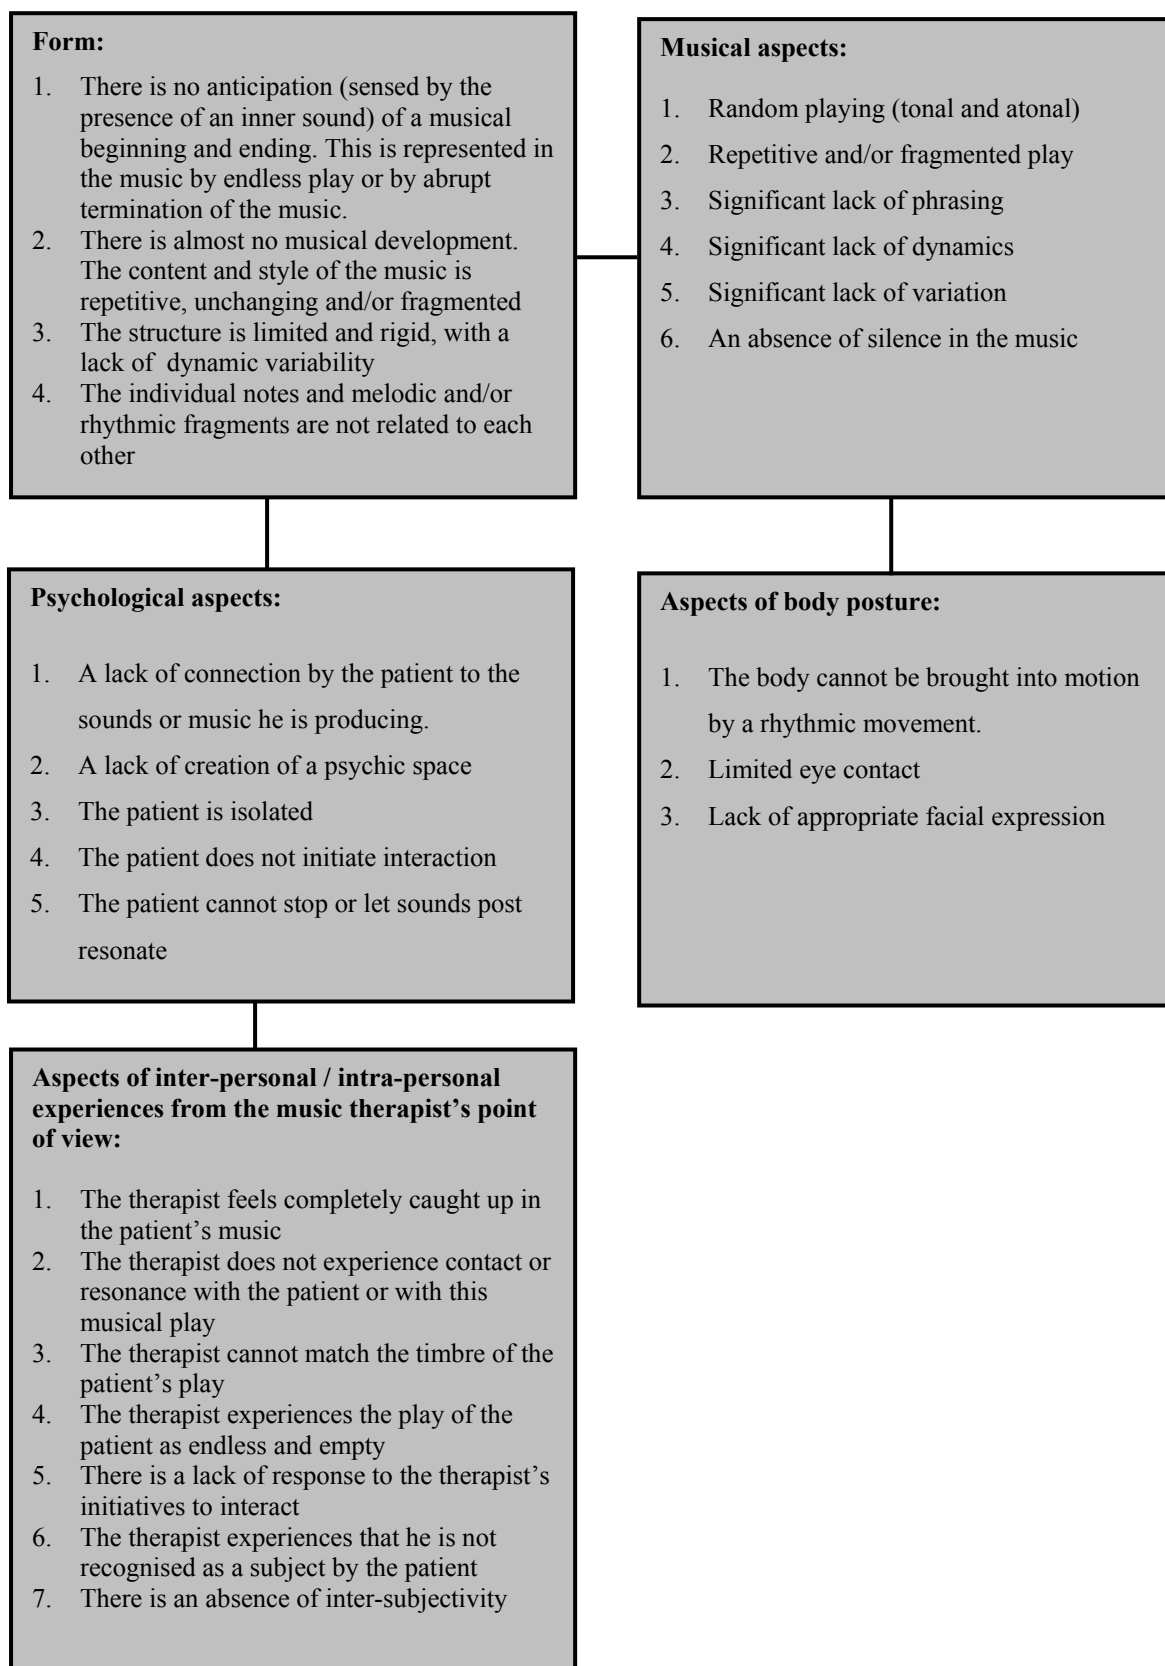 Form:
1. There is no anticipation (sensed by the
presence of an inner sound) of a musical
beginning and ending. This is represented in
the music by endless play or by abrupt
termination of the music.
2. There is almost no musical development.
The content and style of the music is
repetitive, unchanging and/or fragmented
3. The structure is limited and rigid, with a
lack of dynamic variability
4. The individual notes and melodic and/or
rhythmic fragments are not related to each
other
Musical aspects:
1. Random playing (tonal and atonal)
2. Repetitive and/or fragmented play
3. Significant lack of phrasing
4. Significant lack of dynamics
5. Significant lack of variation
6. An absence of silence in the music
Psychological aspects:
1. A lack of connection by the patient to the
sounds or music he is producing.
2. A lack of creation of a psychic space
3. The patient is isolated
4. The patient does not initiate interaction
5. The patient cannot stop or let sounds post
resonate
Aspects of body posture:
1. The body cannot be brought into motion
by a rhythmic movement.
2. Limited eye contact
3. Lack of appropriate facial expression
Aspects of inter-personal / intra-personal
experiences from the music therapist's point
of view:
1. The therapist feels completely caught up in
the patient's music
2. The therapist does not experience contact or
resonance with the patient or with this
musical play
3. The therapist cannot match the timbre of the
patient's play
4. The therapist experiences the play of the
patient as endless and empty
5. There is a lack of response to the therapist's
initiatives to interact
6. The therapist experiences that he is not
recognised as a subject by the patient
7. There is an absence of inter-subjectivity